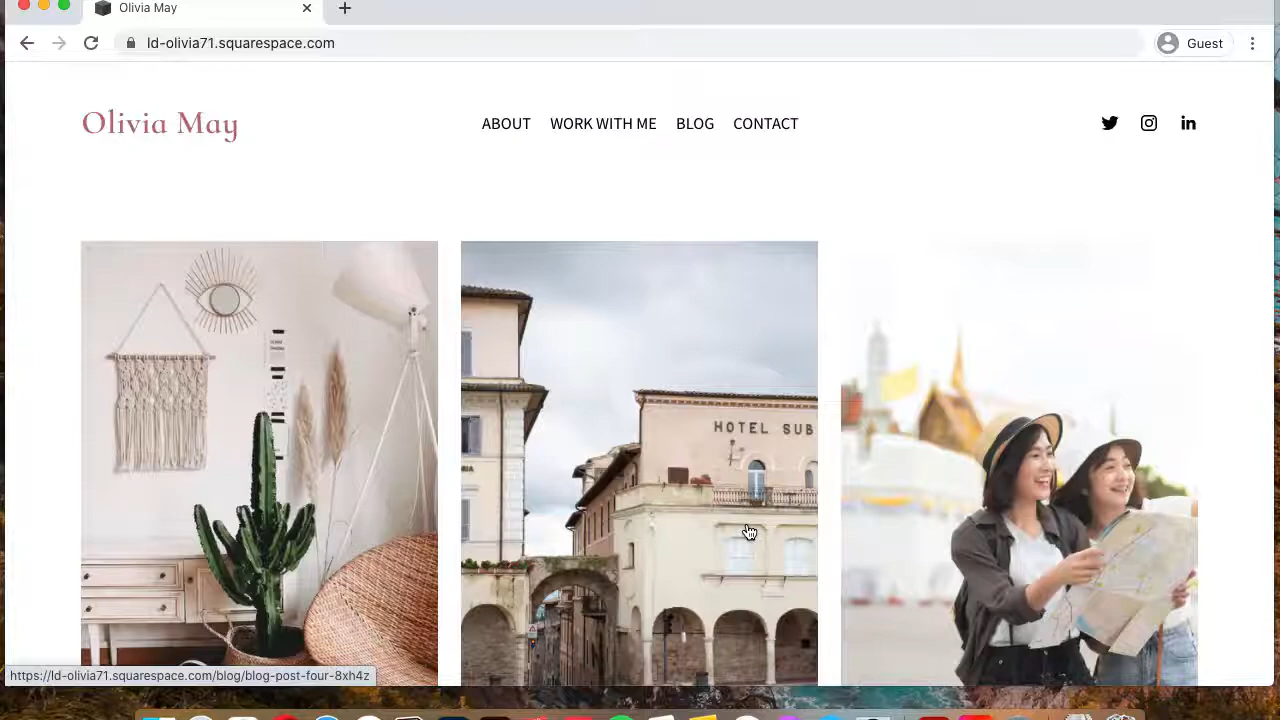 Olivia May
ld-olivia71.squarespace.com
Guest
Olivia May
ABOUT
WORK WITH ME
BLOG
CONTACT
HOTEL SUB
https://ld-olivia71.squarespace.com/blog/blog-post-four-8xh4z